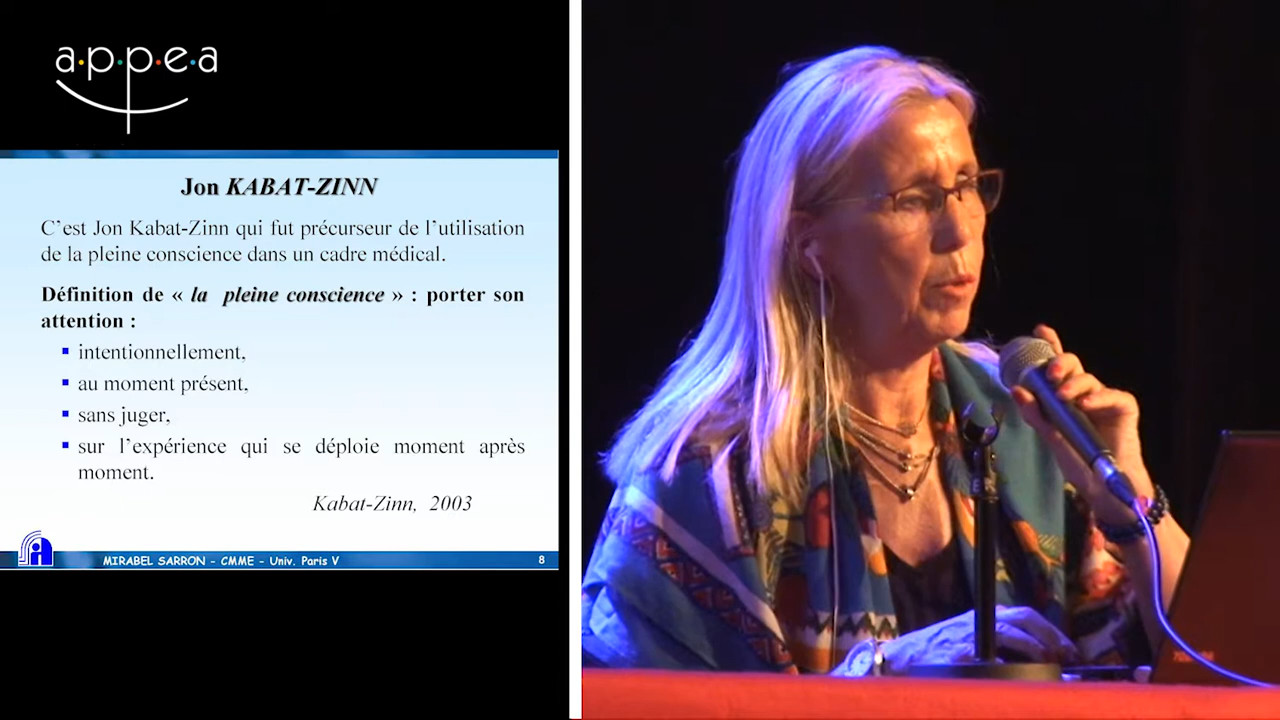 a·p·p·e·a
Jon KABAT-ZINN
C’est Jon Kabat-Zinn qui fut précurseur de l’utilisation
de la pleine conscience dans un cadre médical.
Définition de « la pleine conscience » : porter son
attention :
intentionnellement,
au moment présent,
sans juger,
sur l’expérience qui se déploie moment après
moment.
Kabat-Zinn, 2003
MIRABEL SARRON - CMME - Univ. Paris V
8